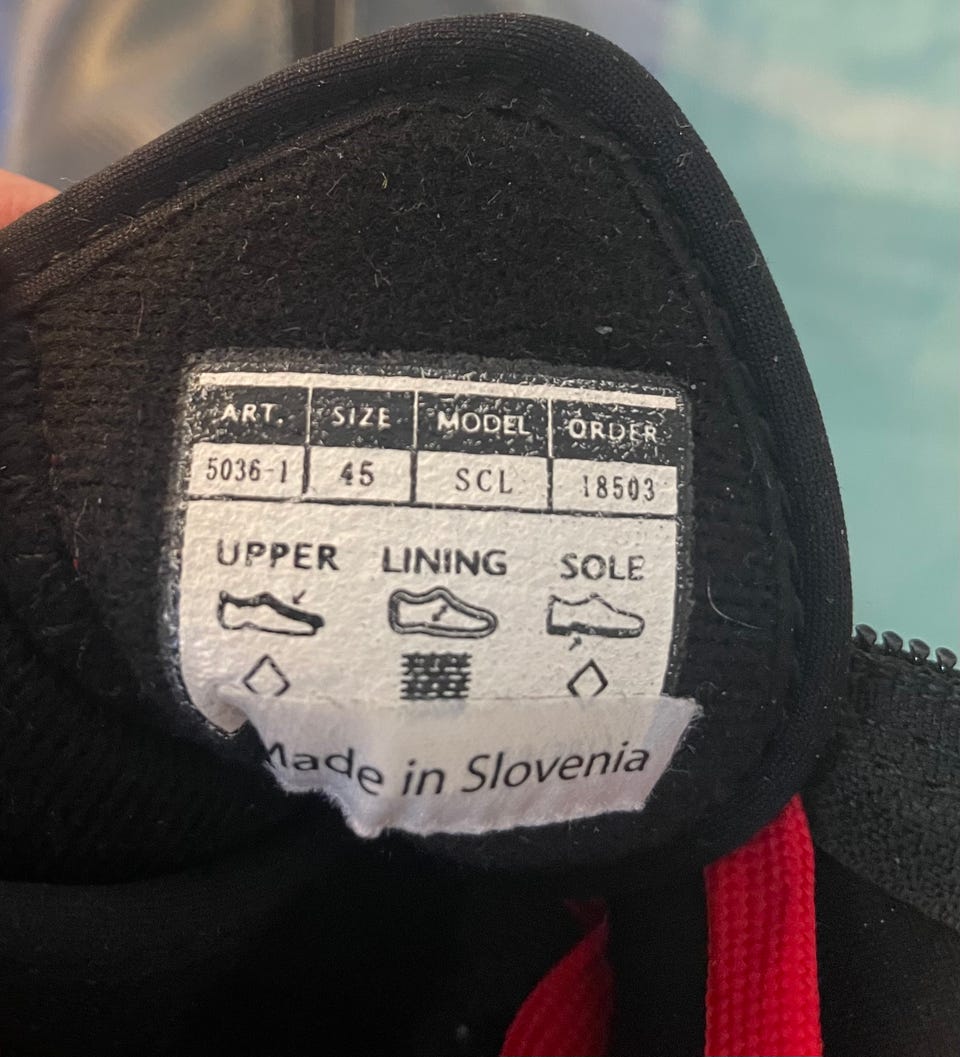 ART. SIZE MODEL ORDER
5036-1 45 SCL 18503
UPPER LINING SOLE
Made in Slovenia